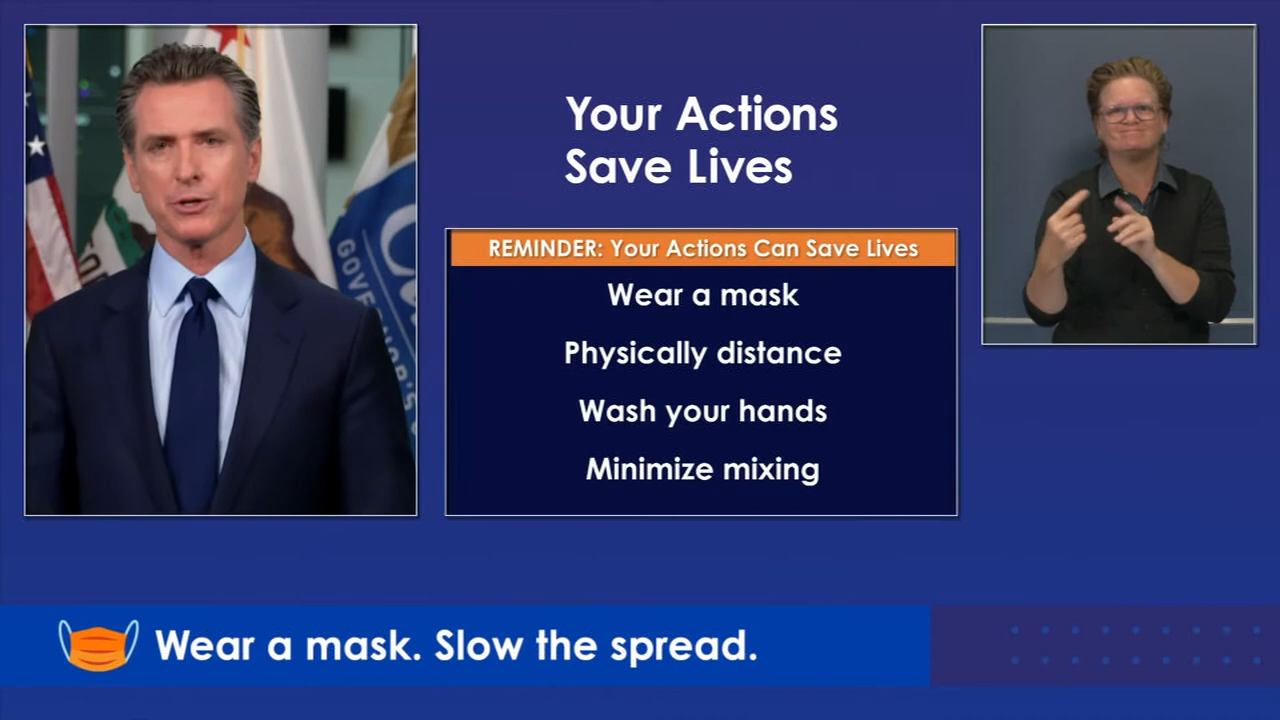 Your Actions
Save Lives
REMINDER: Your Actions Can Save Lives
Wear a mask
Physically distance
Wash your hands
Minimize mixing
Wear a mask. Slow the spread.
GOVERNOR'S